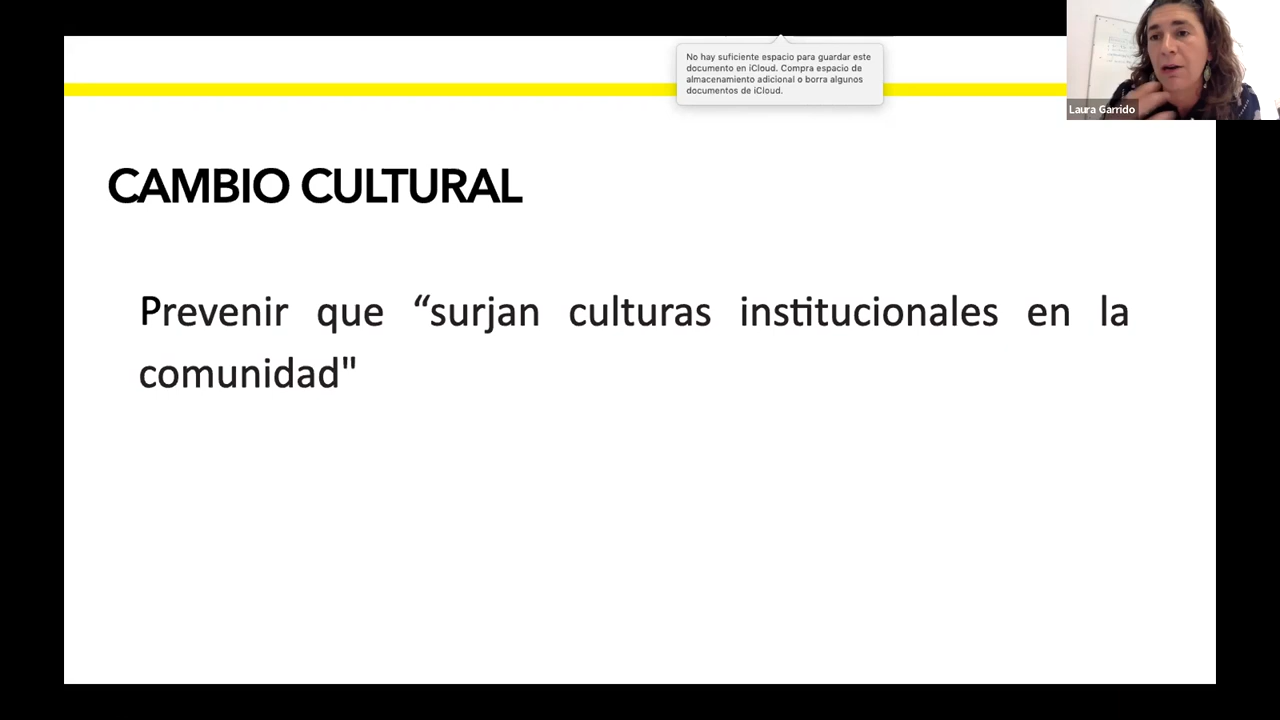 No hay suficiente espacio para guardar este
documento en iCloud. Compra espacio de
almacenamiento adicional o borra algunos
documentos de iCloud.
Laura Garrido
CAMBIO CULTURAL
Prevenir que “surjan culturas institucionales en la
comunidad"